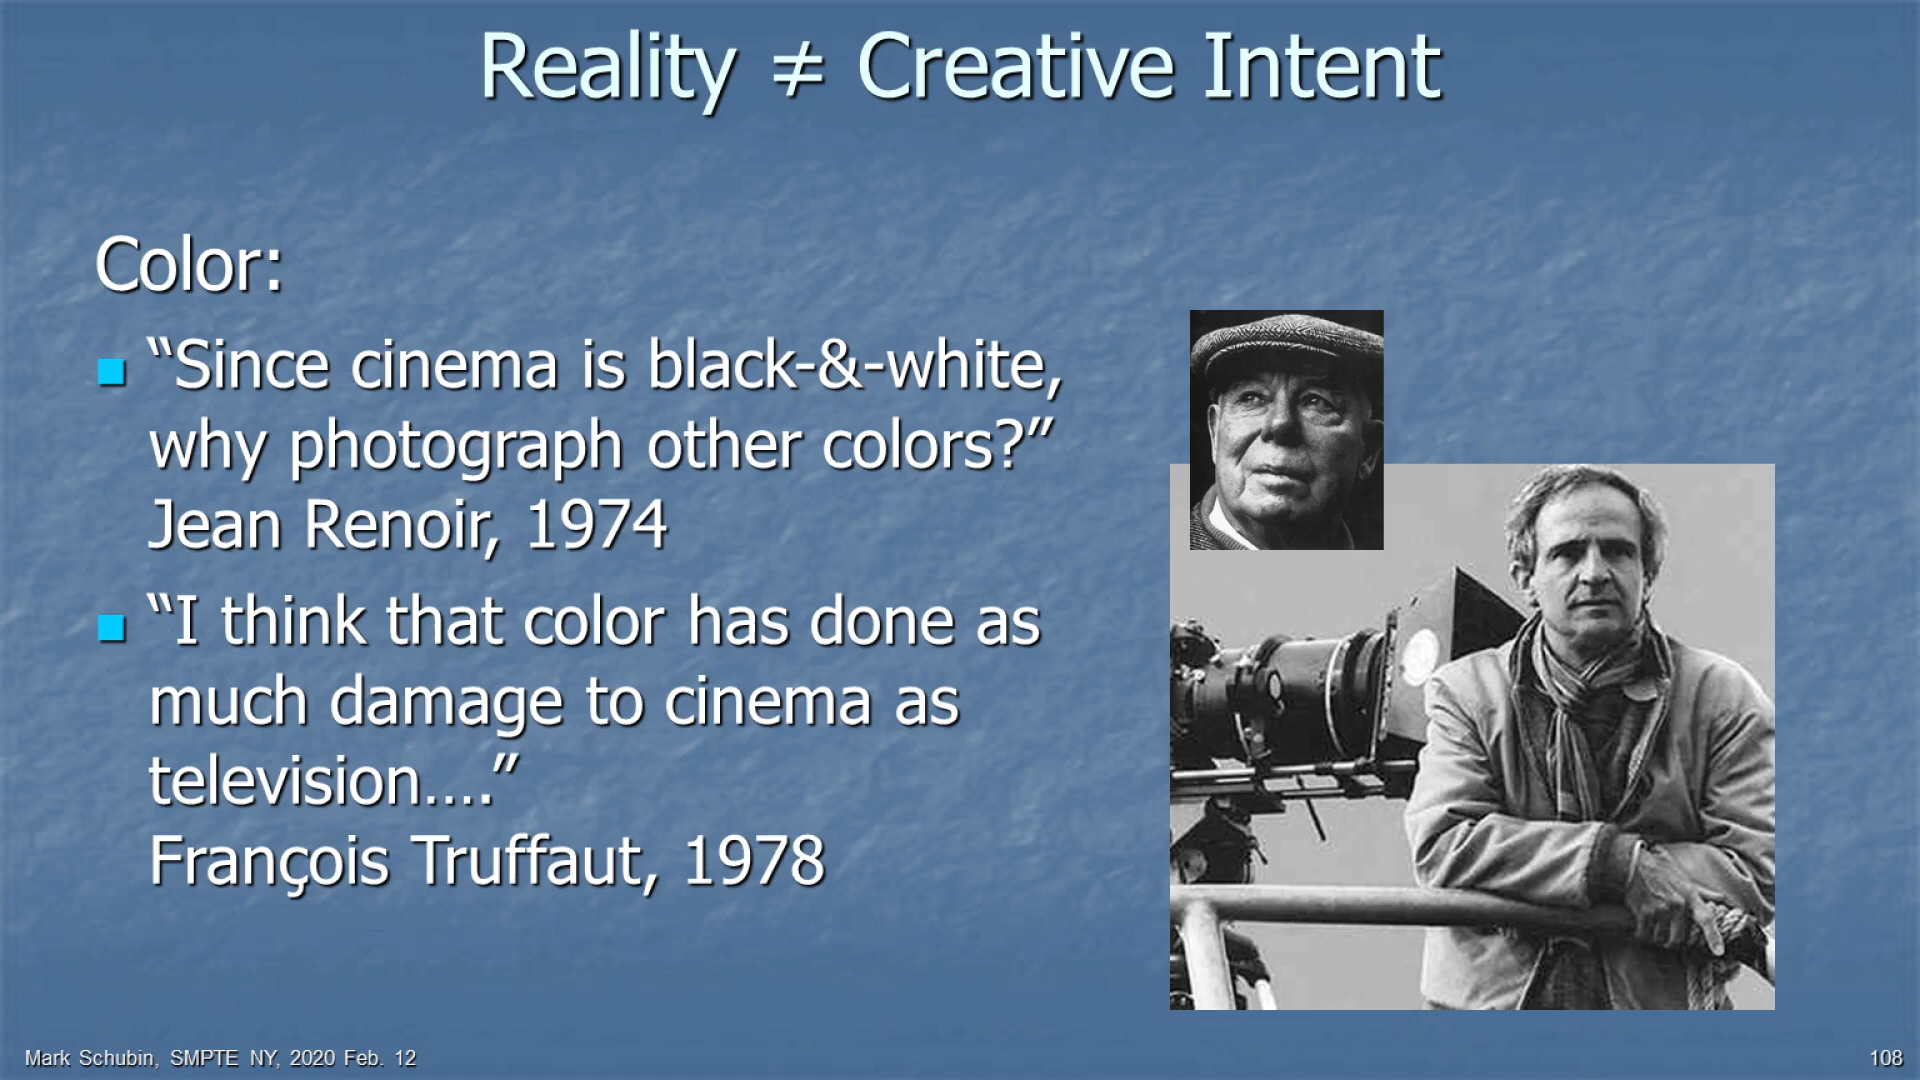 Reality ≠ Creative Intent
Color:
“Since cinema is black-&-white,
why photograph other colors?”
Jean Renoir, 1974
“I think that color has done as
much damage to cinema as
television....”
François Truffaut, 1978
Mark Schubin, SMPTE NY, 2020 Feb. 12
108